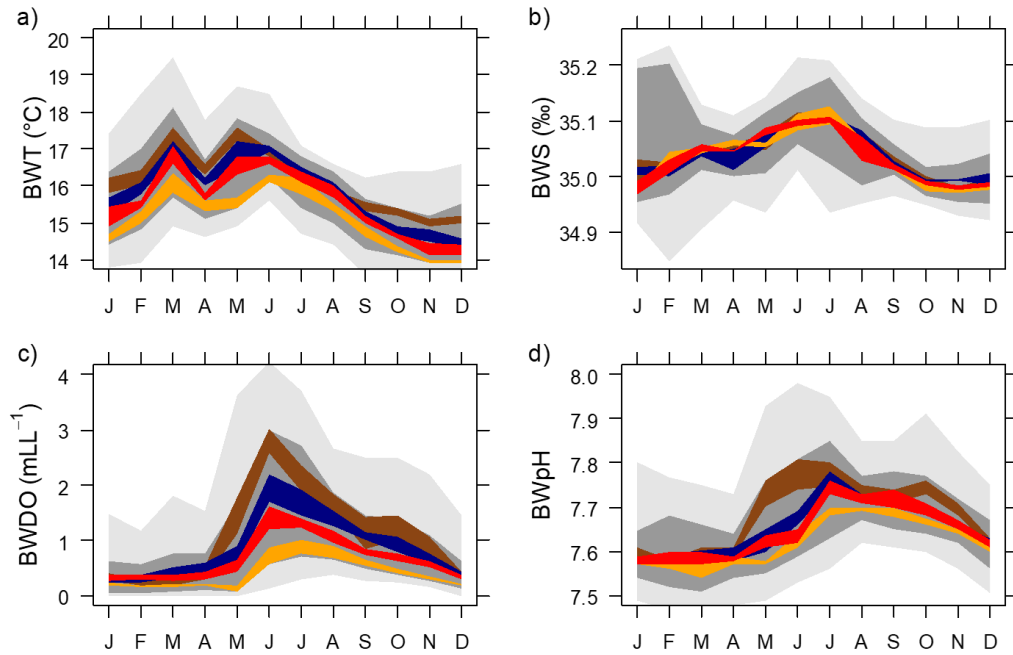 a)
20
19
18
17
16
15
14
BWT (°C)
J F M A M J J A S O N D
b)
35.2
35.1
35.0
34.9
BWS (‰)
J F M A M J J A S O N D
c)
4
3
2
1
0
BWDO (mLL⁻¹)
J F M A M J J A S O N D
d)
8.0
7.9
7.8
7.7
7.6
7.5
BWpH
J F M A M J J A S O N D